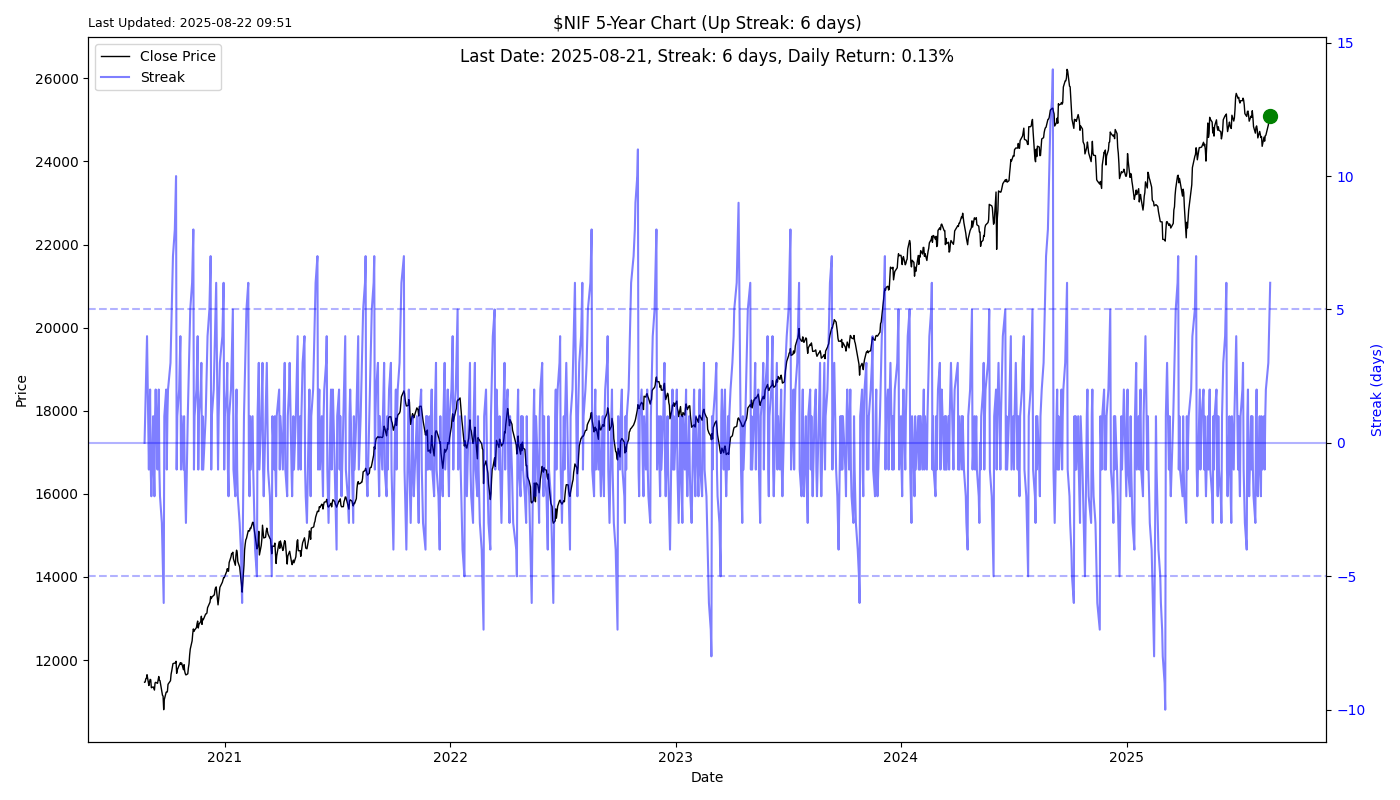 Last Updated: 2025-08-22 09:51
$NIF 5-Year Chart (Up Streak: 6 days)
Last Date: 2025-08-21, Streak: 6 days, Daily Return: 0.13%
Close Price
Streak
26000
24000
22000
20000
18000
16000
14000
12000
Price
15
10
5
0
−5
−10
Streak (days)
2021
2022
2023
2024
2025
Date